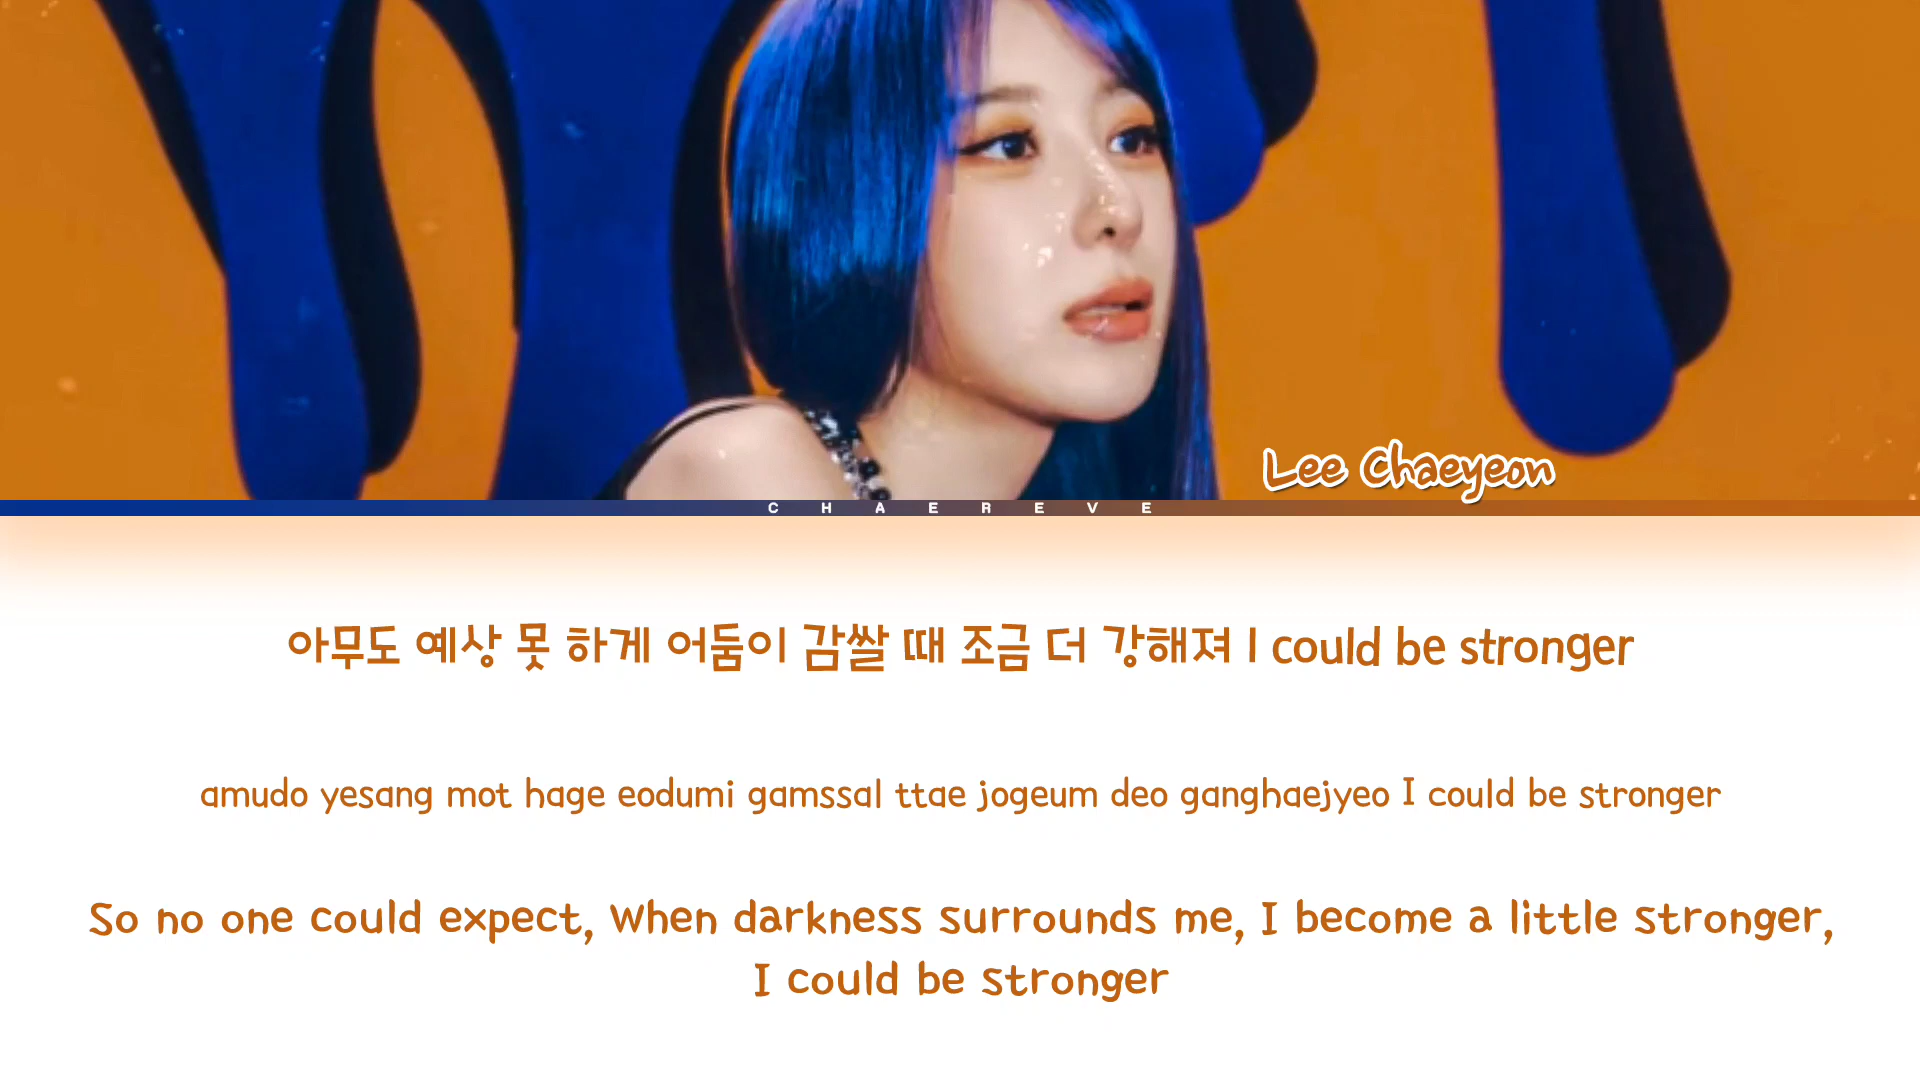 Lee Chaeyeon
CHAEREVE
아무도 예상 못 하게 어둠이 감쌀 때 조금 더 강해져 I could be stronger
amudo yesang mot hage eodumi gamssal ttae jogeum deo ganghaejyeo I could be stronger
So no one could expect, When darkness surrounds me, I become a little stronger,
I could be stronger